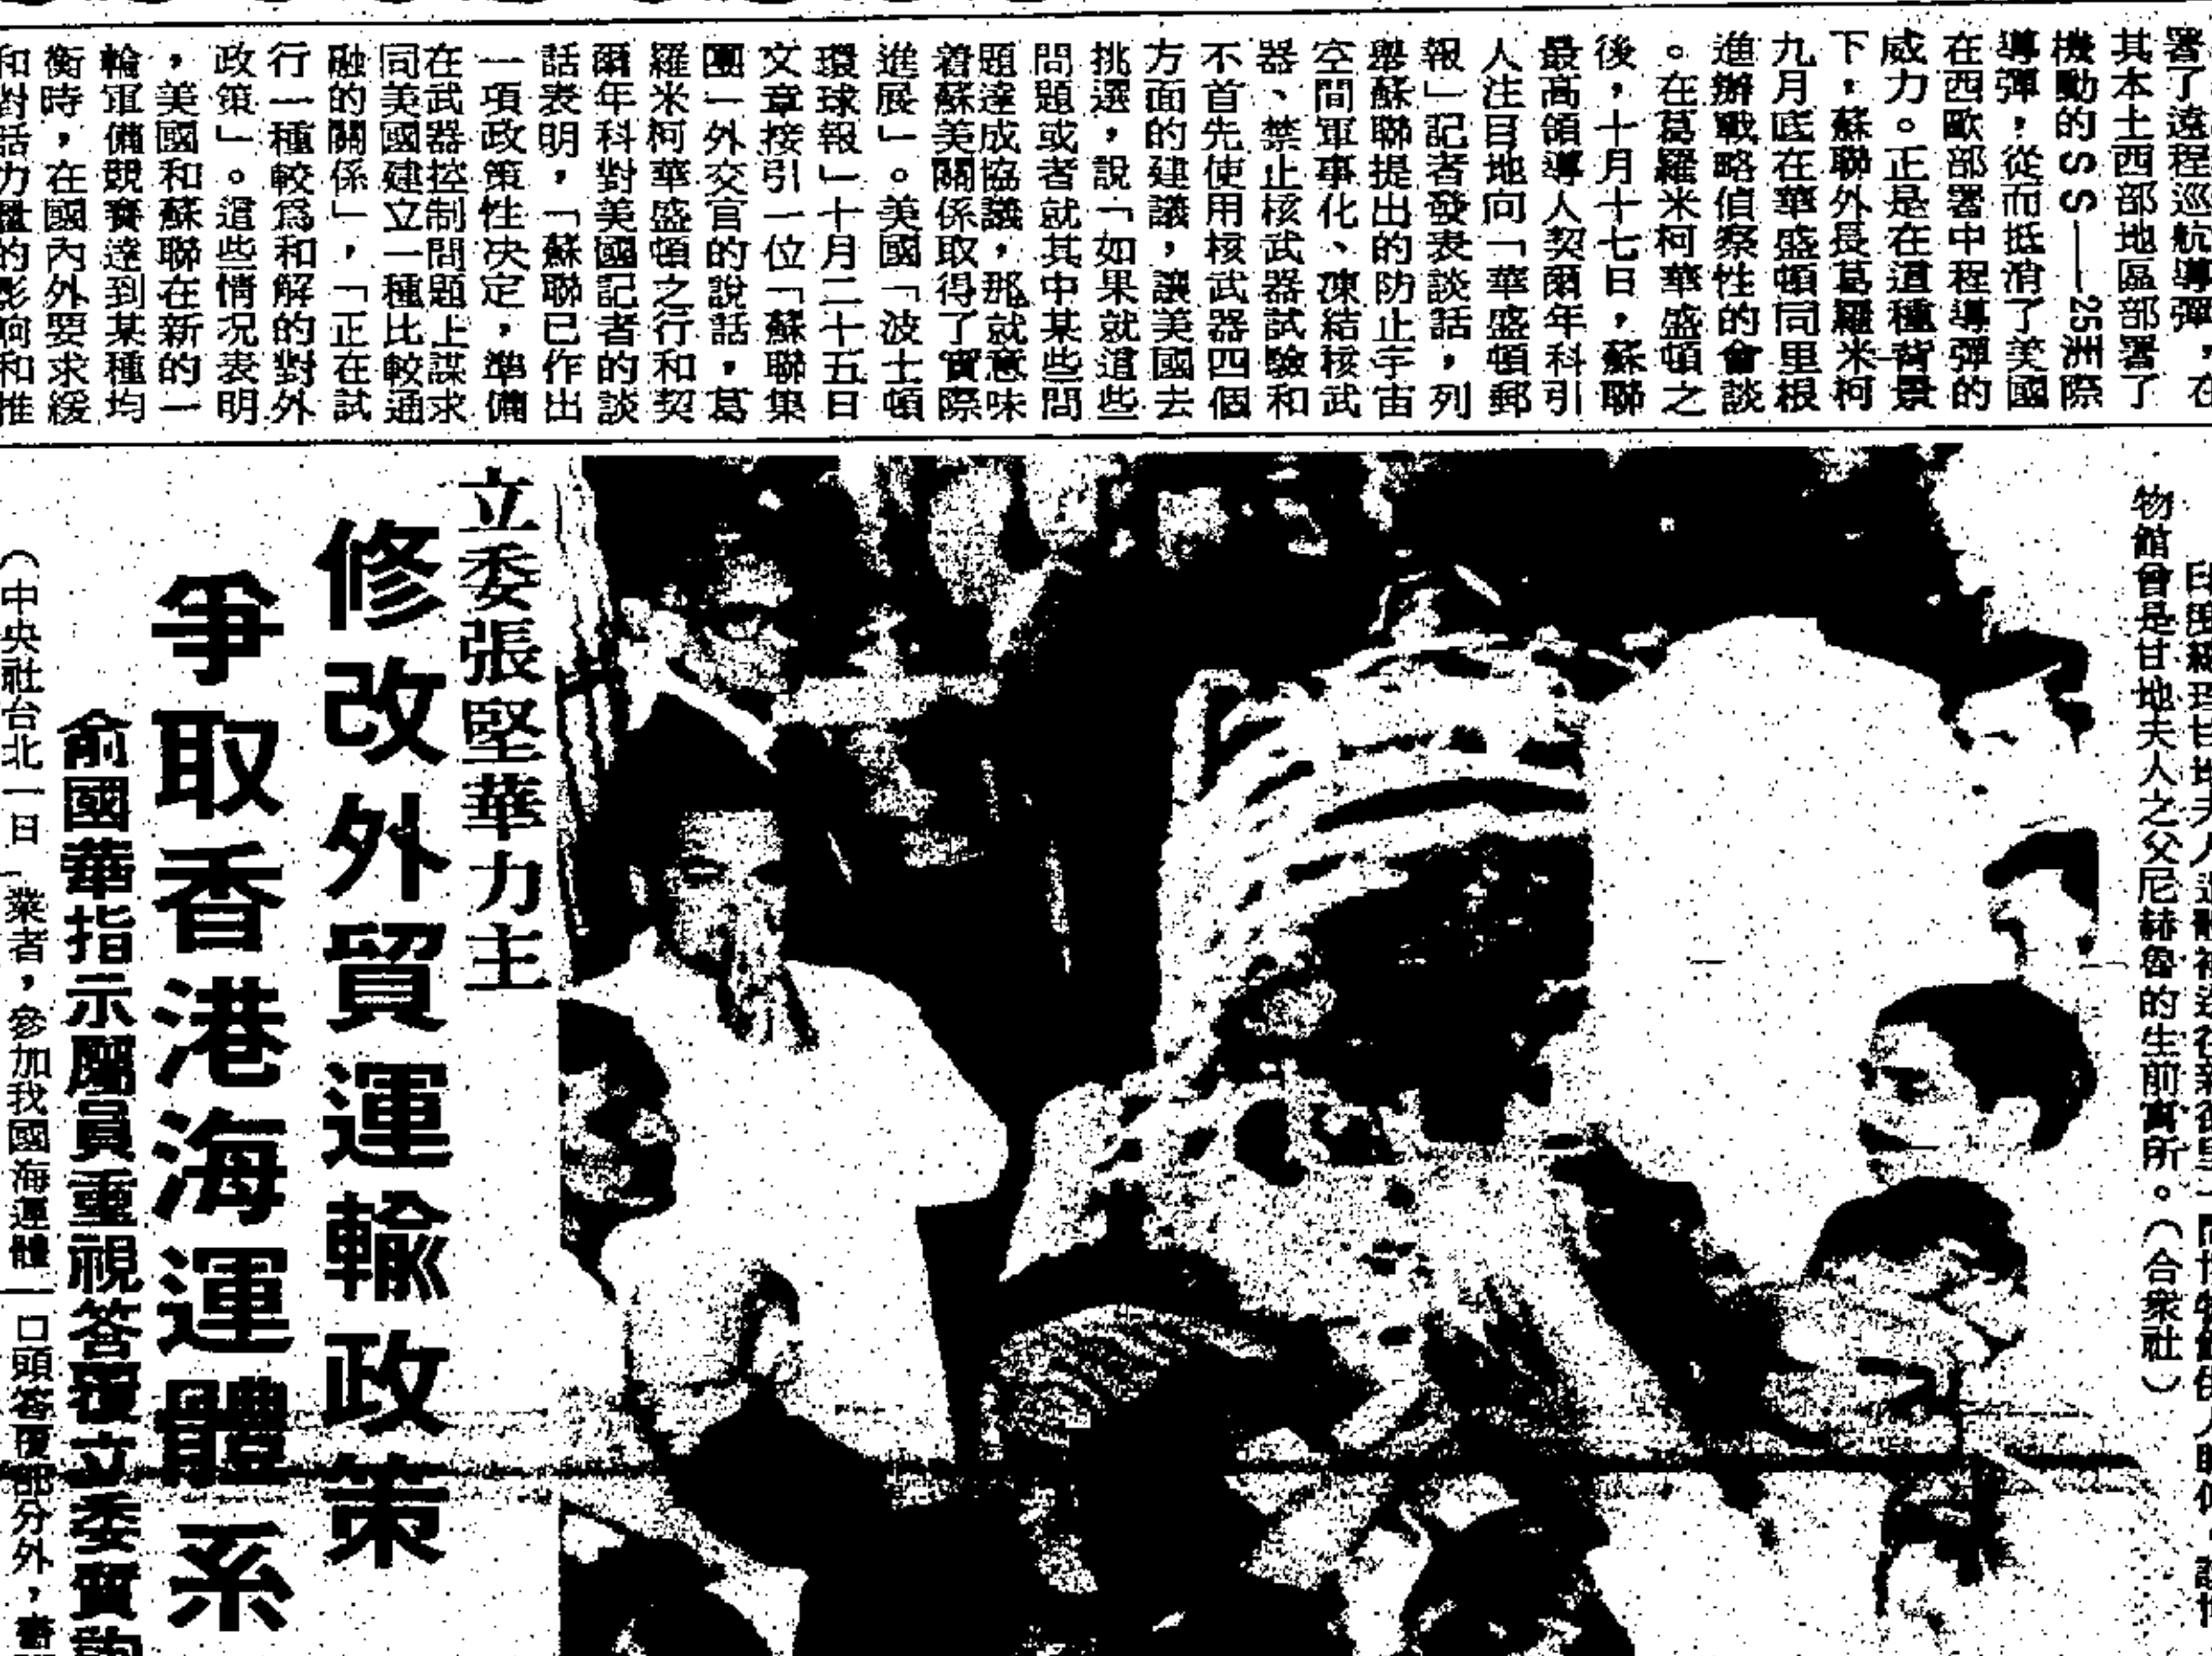 署了遠程巡航導彈，在
其本土西部地區部署了
機動的ＳＳ——25洲際
導彈，從而抵消了美國
在西歐部署中程導彈的
威力。正是在這種背景
下，蘇聯外長葛羅米柯
九月底在華盛頓同里根
進辦戰略偵察性的會談
。在葛羅米柯華盛頓之
後，十月十七日，蘇聯
最高領導人契爾年科引
人注目地向「華盛頓郵
報」記者發表談話，列
舉蘇聯提出的防止宇宙
空間軍事化、凍結核武
器、禁止核武器試驗和
不首先使用核武器四個
方面的建議，讓美國去
挑選，說「如果就這些
問題或者就其中某些問
題達成協議，那就意味
着蘇美關係取得了實際
進展」。美國「波士頓
環球報」十月二十五日
文章接引一位「蘇聯集
團一外交官的說話，葛
羅米柯華盛頓之行和契
爾年科對美國記者的談
話表明，「蘇聯已作出
一項政策性決定，準備
在武器控制問題上謀求
同美國建立一種比較通
融的關係」，「正在試
行一種較爲和解的對外
政策」。這些情況表明
，美國和蘇聯在新的一
輪軍備競賽達到某種均
衡時，在國內外要求緩
和對話力量的影响和推
印度總理甘地夫人遺體被送往新德里一間博物館供人瞻仰
物館曾是甘地夫人之父尼赫魯的生前寓所。（合衆社）
立委張堅華力主
修改外貿運輸政策
爭取香港海運體系
俞國華指示屬員重視答覆立委質詢
（中央社台北一日 業者，參加我國海運體 口頭答覆部分外，書